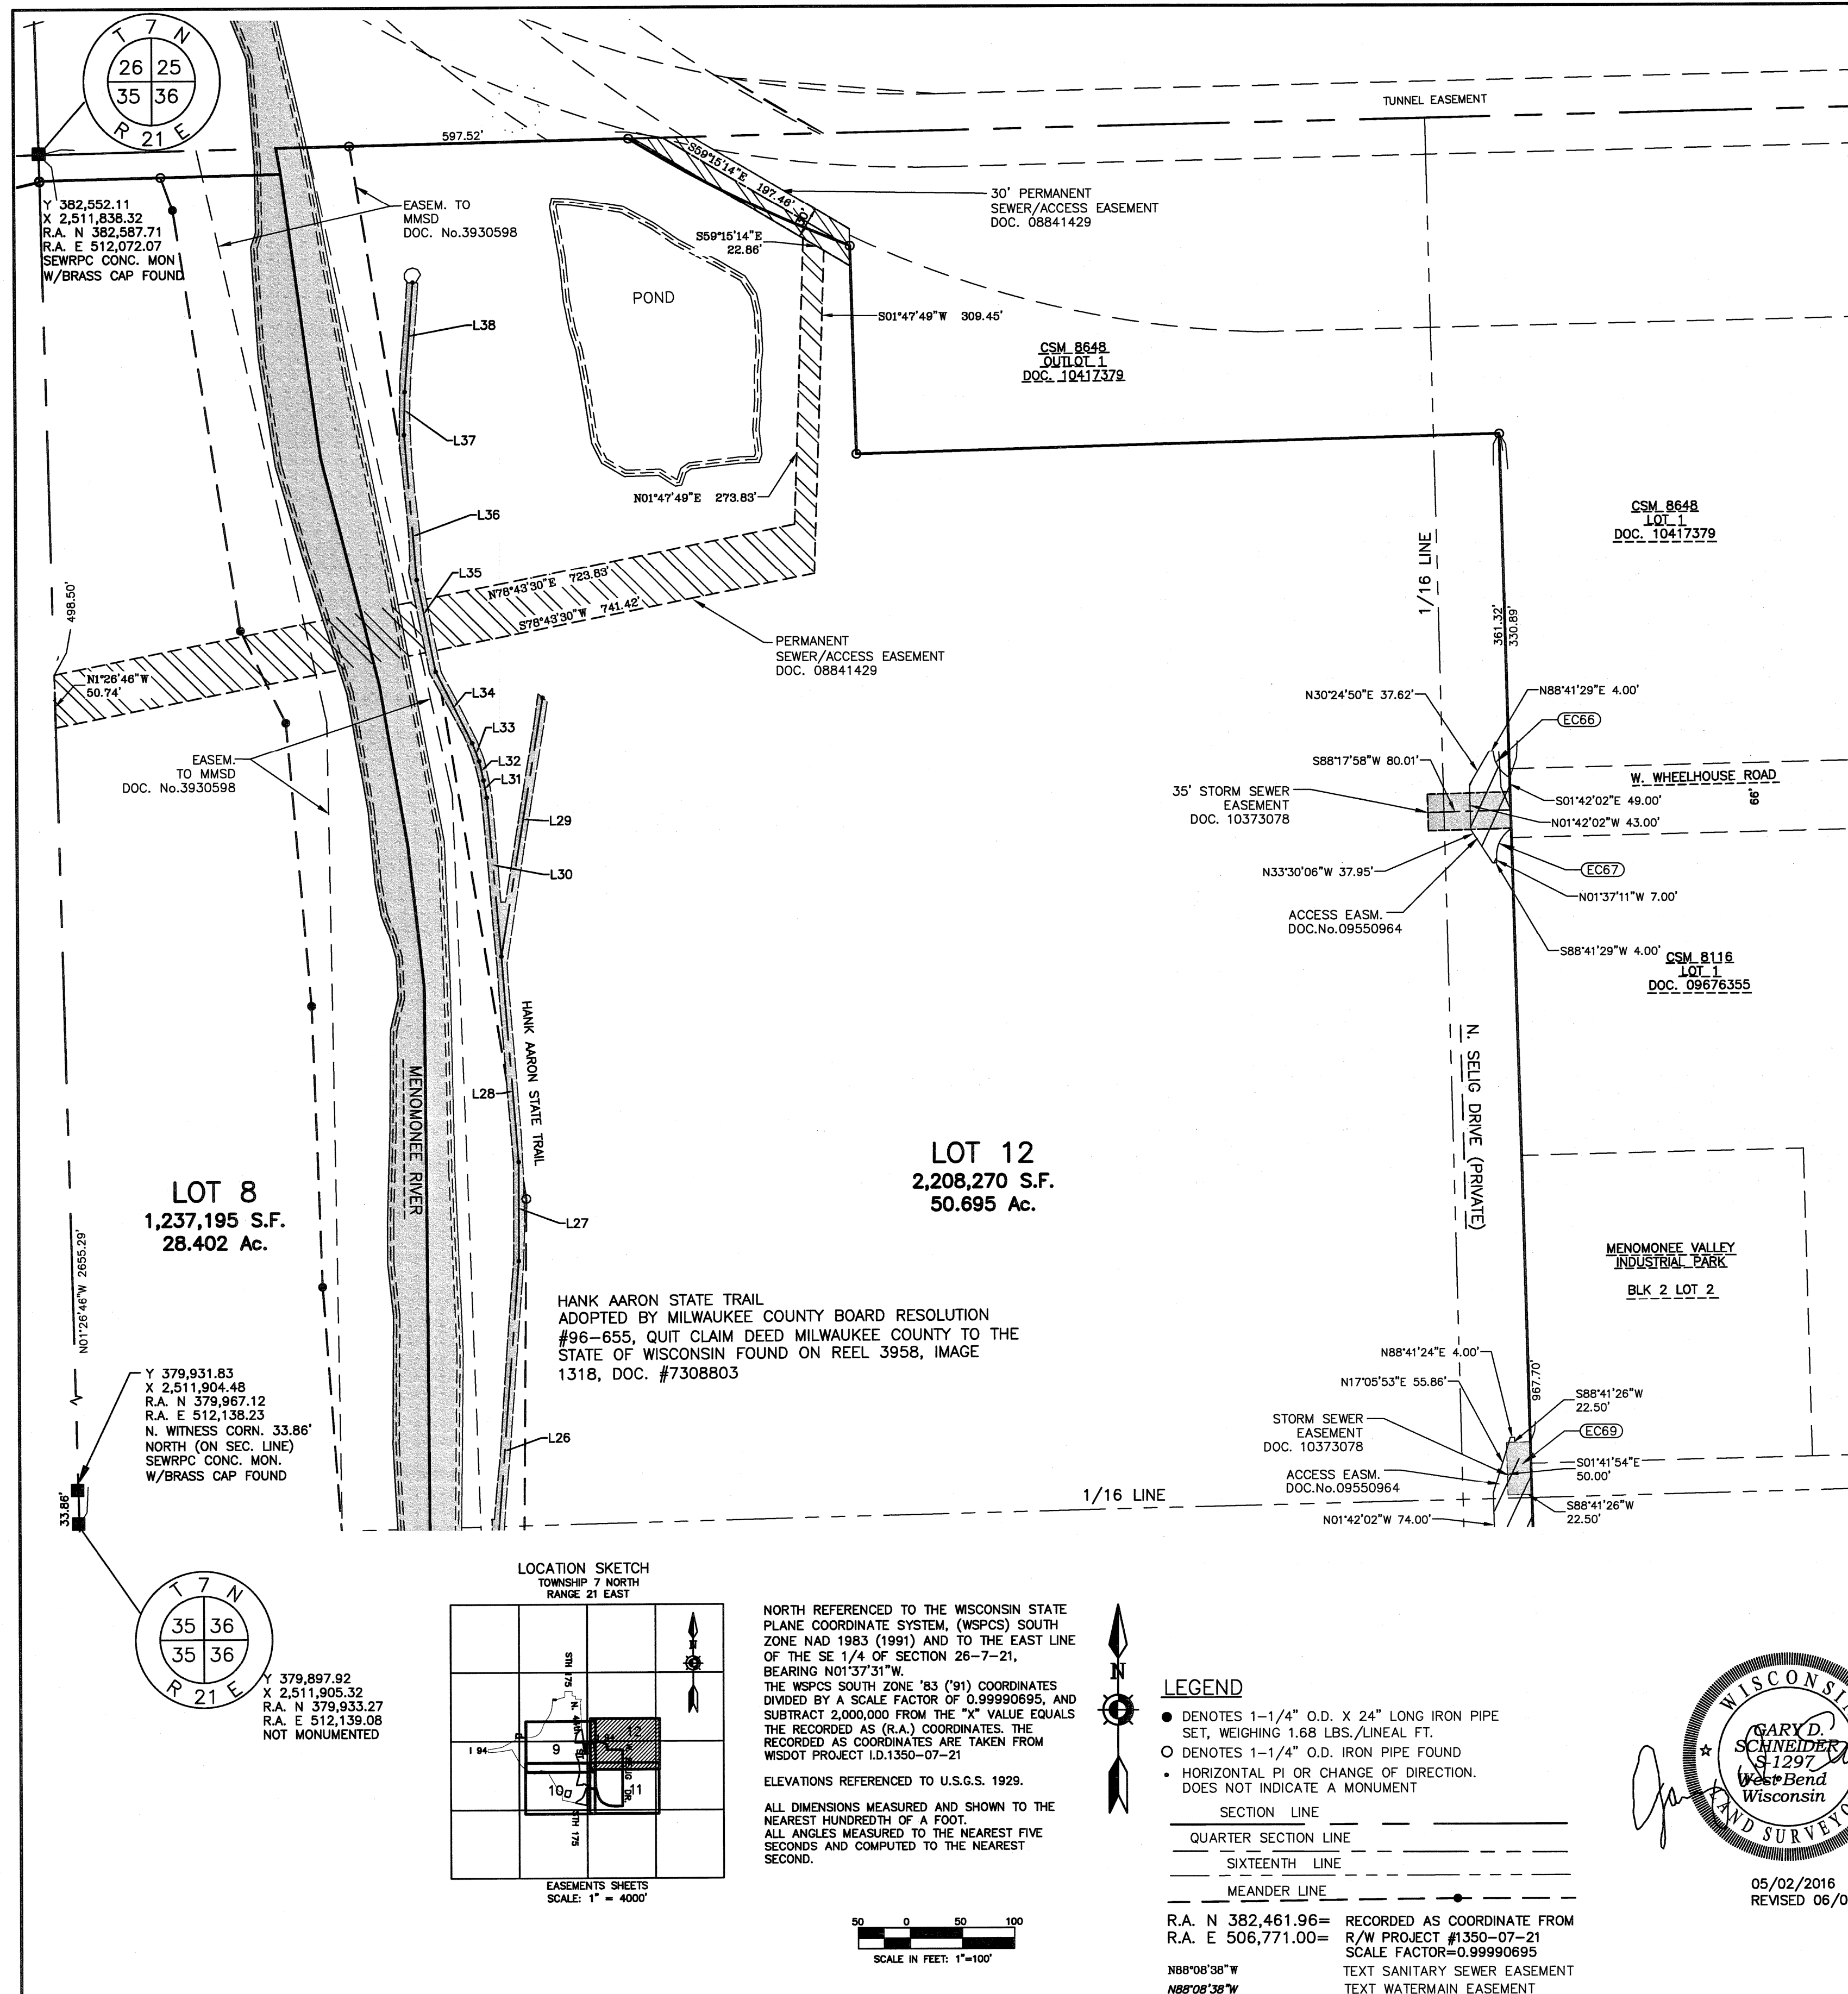 T 7 N
26 25
35 36
R 21 E
Y 382,552.11
X 2,511,838.32
R.A. N 382,587.71
R.A. E 512,072.07
SEWRPC CONC. MON
W/BRASS CAP FOUND
597.52'
EASEM. TO
MMSD
DOC. No.3930598
S59°15'14"E 197.46'
30'
S59°15'14"E
22.86'
30' PERMANENT
SEWER/ACCESS EASEMENT
DOC. 08841429
TUNNEL EASEMENT
POND
S01°47'49"W 309.45'
CSM 8648
OUTLOT 1
DOC. 10417379
L38
L37
N01°47'49"E 273.83'
L36
CSM 8648
LOT 1
DOC. 10417379
1/16 LINE
L35
N78°43'30"E 723.83'
S78°43'30"W 741.42'
498.50'
361.32'
330.89'
PERMANENT
SEWER/ACCESS EASEMENT
DOC. 08841429
N1°26'46"W
50.74'
L34
L33
L32
L31
EASEM.
TO MMSD
DOC. No.3930598
L29
L30
N30°24'50"E 37.62'
N88°41'29"E 4.00'
EC66
S88°17'58"W 80.01'
W. WHEELHOUSE ROAD
66'
35' STORM SEWER
EASEMENT
DOC. 10373078
S01°42'02"E 49.00'
N01°42'02"W 43.00'
N33°30'06"W 37.95'
EC67
N01°37'11"W 7.00'
ACCESS EASM.
DOC.No.09550964
S88°41'29"W 4.00'
CSM 8116
LOT 1
DOC. 09676355
HANK AARON STATE TRAIL
MENOMONEE RIVER
L28
N. SELIG DRIVE (PRIVATE)
LOT 12
2,208,270 S.F.
50.695 Ac.
LOT 8
1,237,195 S.F.
28.402 Ac.
L27
N01°26'46"W 2655.29'
MENOMONEE VALLEY
INDUSTRIAL PARK
BLK 2 LOT 2
HANK AARON STATE TRAIL
ADOPTED BY MILWAUKEE COUNTY BOARD RESOLUTION
#96-655, QUIT CLAIM DEED MILWAUKEE COUNTY TO THE
STATE OF WISCONSIN FOUND ON REEL 3958, IMAGE
1318, DOC. #7308803
Y 379,931.83
X 2,511,904.48
R.A. N 379,967.12
R.A. E 512,138.23
N. WITNESS CORN. 33.86'
NORTH (ON SEC. LINE)
SEWRPC CONC. MON.
W/BRASS CAP FOUND
33.86'
L26
N88°41'24"E 4.00'
N17°05'53"E 55.86'
967.70'
S88°41'26"W
22.50'
STORM SEWER
EASEMENT
DOC. 10373078
EC69
S01°41'54"E
50.00'
ACCESS EASM.
DOC.No.09550964
S88°41'26"W
22.50'
N01°42'02"W 74.00'
1/16 LINE
T 7 N
35 36
35 36
R 21 E
Y 379,897.92
X 2,511,905.32
R.A. N 379,933.27
R.A. E 512,139.08
NOT MONUMENTED
LOCATION SKETCH
TOWNSHIP 7 NORTH
RANGE 21 EAST
N
STH 175
I 94
9
12
10
11
DR.
STH 175
EASEMENTS SHEETS
SCALE: 1" = 4000'
NORTH REFERENCED TO THE WISCONSIN STATE
PLANE COORDINATE SYSTEM, (WSPCS) SOUTH
ZONE NAD 1983 (1991) AND TO THE EAST LINE
OF THE SE 1/4 OF SECTION 26-7-21,
BEARING N01°37'31"W.
THE WSPCS SOUTH ZONE '83 ('91) COORDINATES
DIVIDED BY A SCALE FACTOR OF 0.99990695, AND
SUBTRACT 2,000,000 FROM THE "X" VALUE EQUALS
THE RECORDED AS (R.A.) COORDINATES. THE
RECORDED AS COORDINATES ARE TAKEN FROM
WISDOT PROJECT I.D.1350-07-21
ELEVATIONS REFERENCED TO U.S.G.S. 1929.
ALL DIMENSIONS MEASURED AND SHOWN TO THE
NEAREST HUNDREDTH OF A FOOT.
ALL ANGLES MEASURED TO THE NEAREST FIVE
SECONDS AND COMPUTED TO THE NEAREST
SECOND.
50 0 50 100
SCALE IN FEET: 1"=100'
N
LEGEND
DENOTES 1-1/4" O.D. X 24" LONG IRON PIPE
SET, WEIGHING 1.68 LBS./LINEAL FT.
DENOTES 1-1/4" O.D. IRON PIPE FOUND
HORIZONTAL PI OR CHANGE OF DIRECTION.
DOES NOT INDICATE A MONUMENT
SECTION LINE
QUARTER SECTION LINE
SIXTEENTH LINE
MEANDER LINE
R.A. N 382,461.96= RECORDED AS COORDINATE FROM
R.A. E 506,771.00= R/W PROJECT #1350-07-21
SCALE FACTOR=0.99990695
N88°08'38"W TEXT SANITARY SEWER EASEMENT
N88°08'38"W TEXT WATERMAIN EASEMENT
WISCONSIN
GARY D.
SCHNEIDER
S-1297
West Bend
Wisconsin
LAND SURVEYO
05/02/2016
REVISED 06/0